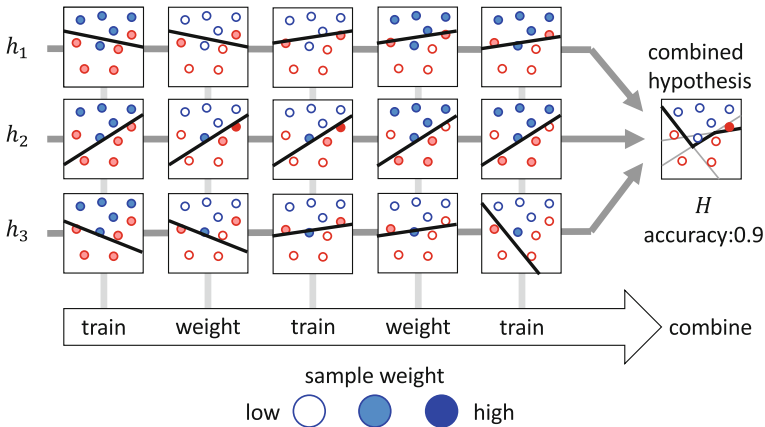 h₁
h₂
h₃
combined
hypothesis
H
accuracy:0.9
train
weight
train
weight
train
combine
sample weight
low
high